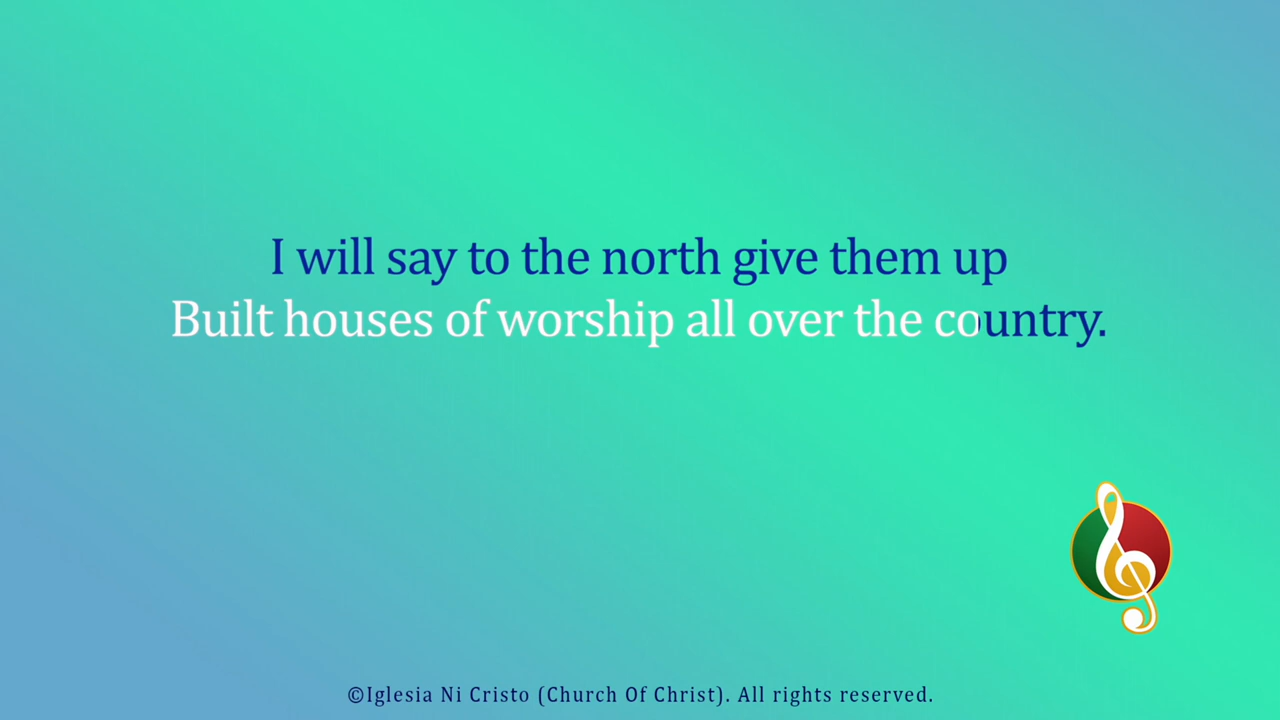 I will say to the north give them up
Built houses of worship all over the country.
©Iglesia Ni Cristo (Church Of Christ). All rights reserved.